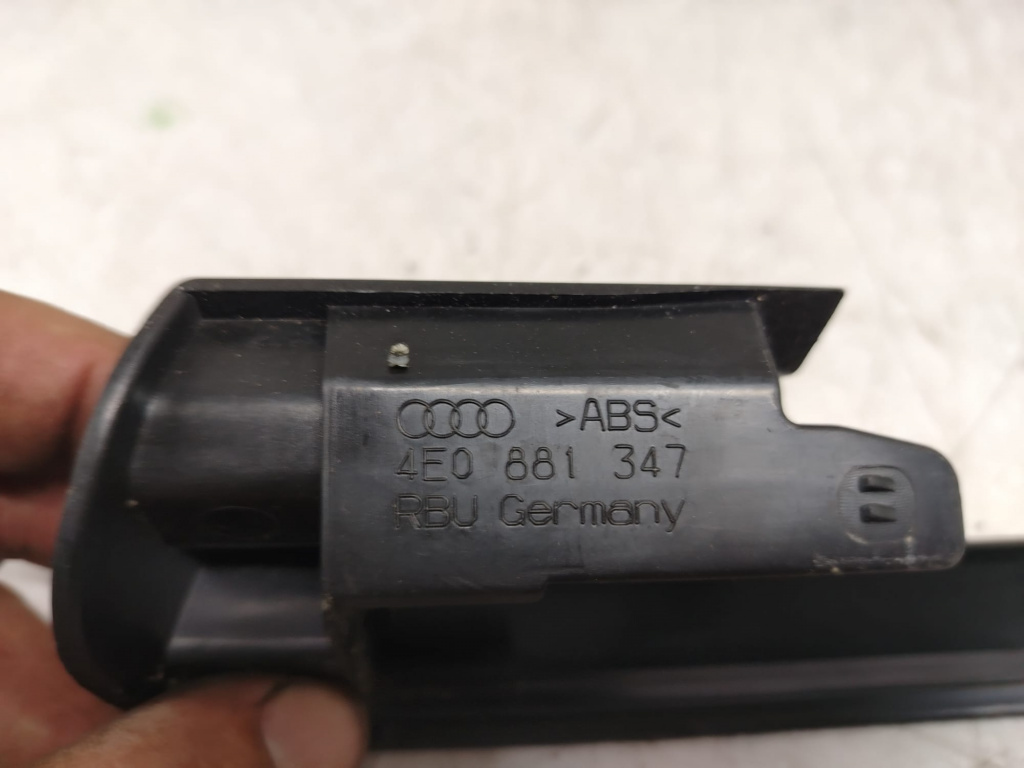 >ABS<
4E0 881 347
RBU Germany